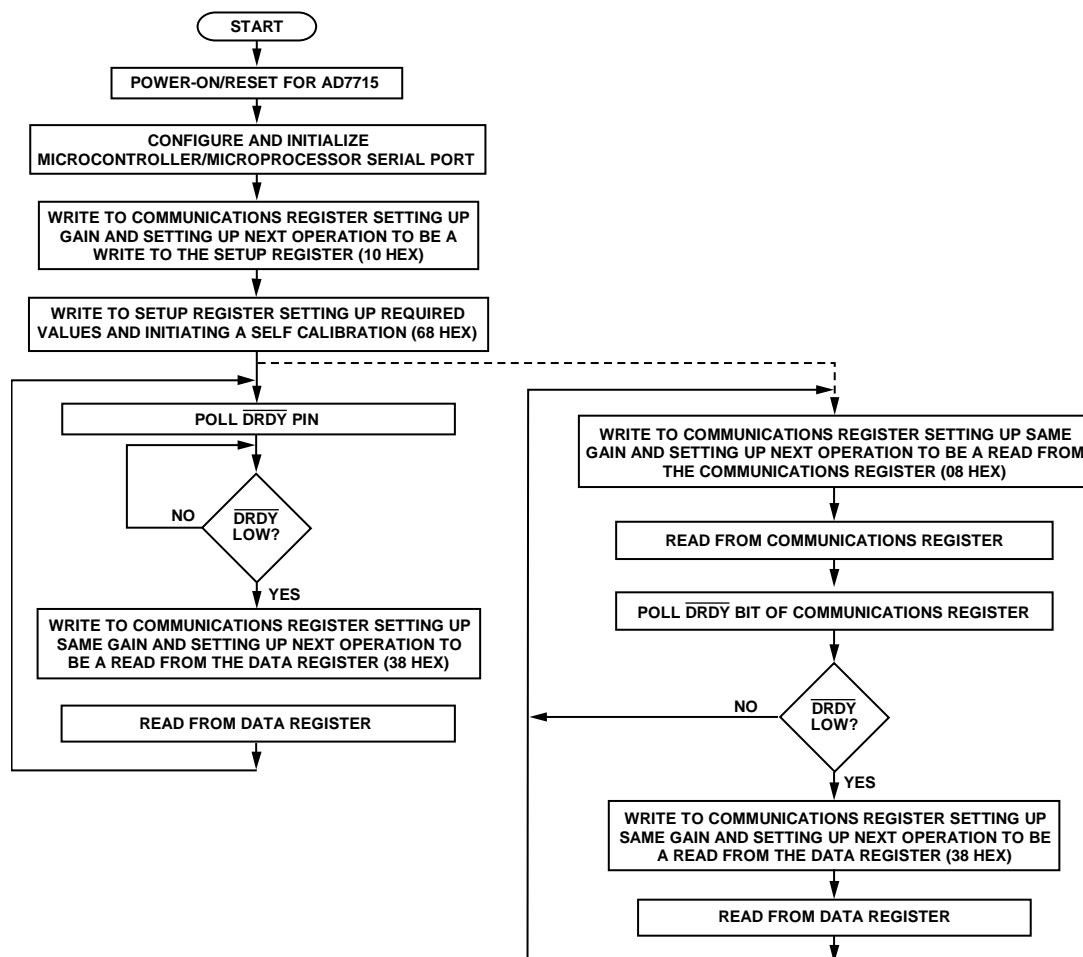 START
POWER-ON/RESET FOR AD7715
CONFIGURE AND INITIALIZE
MICROCONTROLLER/MICROPROCESSOR SERIAL PORT
WRITE TO COMMUNICATIONS REGISTER SETTING UP
GAIN AND SETTING UP NEXT OPERATION TO BE A
WRITE TO THE SETUP REGISTER (10 HEX)
WRITE TO SETUP REGISTER SETTING UP REQUIRED
VALUES AND INITIATING A SELF CALIBRATION (68 HEX)
POLL D̅R̅D̅Y̅ PIN
NO
D̅R̅D̅Y̅
LOW?
YES
WRITE TO COMMUNICATIONS REGISTER SETTING UP
SAME GAIN AND SETTING UP NEXT OPERATION TO
BE A READ FROM THE DATA REGISTER (38 HEX)
READ FROM DATA REGISTER
WRITE TO COMMUNICATIONS REGISTER SETTING UP SAME
GAIN AND SETTING UP NEXT OPERATION TO BE A READ FROM
THE COMMUNICATIONS REGISTER (08 HEX)
READ FROM COMMUNICATIONS REGISTER
POLL D̅R̅D̅Y̅ BIT OF COMMUNICATIONS REGISTER
NO
D̅R̅D̅Y̅
LOW?
YES
WRITE TO COMMUNICATIONS REGISTER SETTING UP
SAME GAIN AND SETTING UP NEXT OPERATION TO BE
A READ FROM THE DATA REGISTER (38 HEX)
READ FROM DATA REGISTER